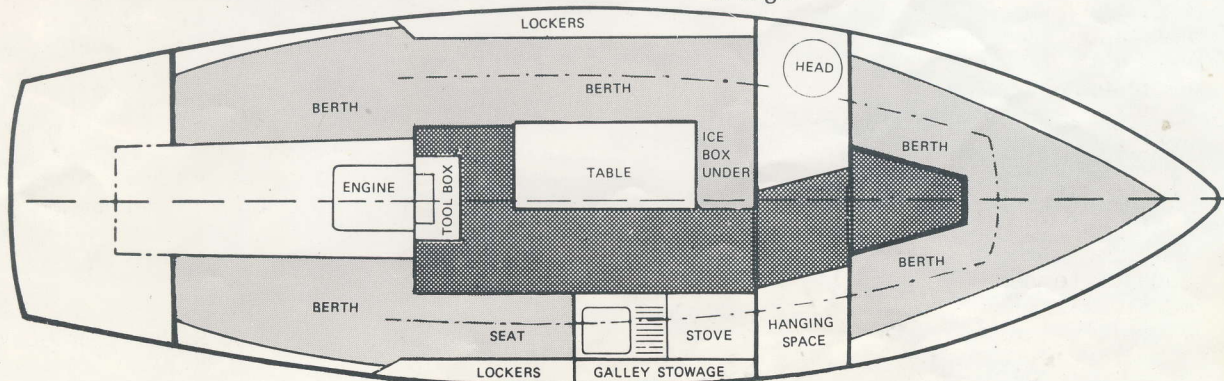 LOCKERS
HEAD
BERTH
BERTH
BERTH
ICE
BOX
UNDER
TABLE
ENGINE
TOOL BOX
BERTH
BERTH
SEAT
STOVE
HANGING
SPACE
LOCKERS
GALLEY STOWAGE